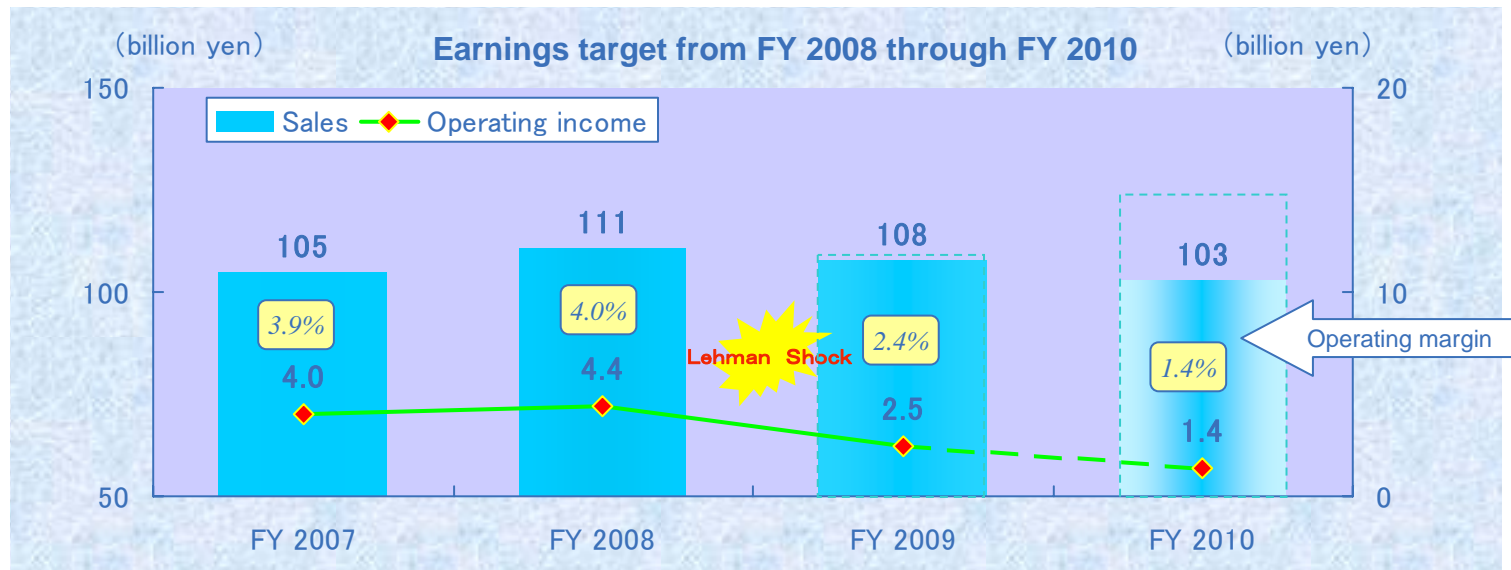 (billion yen)
Earnings target from FY 2008 through FY 2010
(billion yen)
150
20
Sales
Operating income
105
111
108
103
100
10
3.9%
4.0%
2.4%
1.4%
Operating margin
Lehman Shock
4.0
4.4
2.5
1.4
50
0
FY 2007
FY 2008
FY 2009
FY 2010